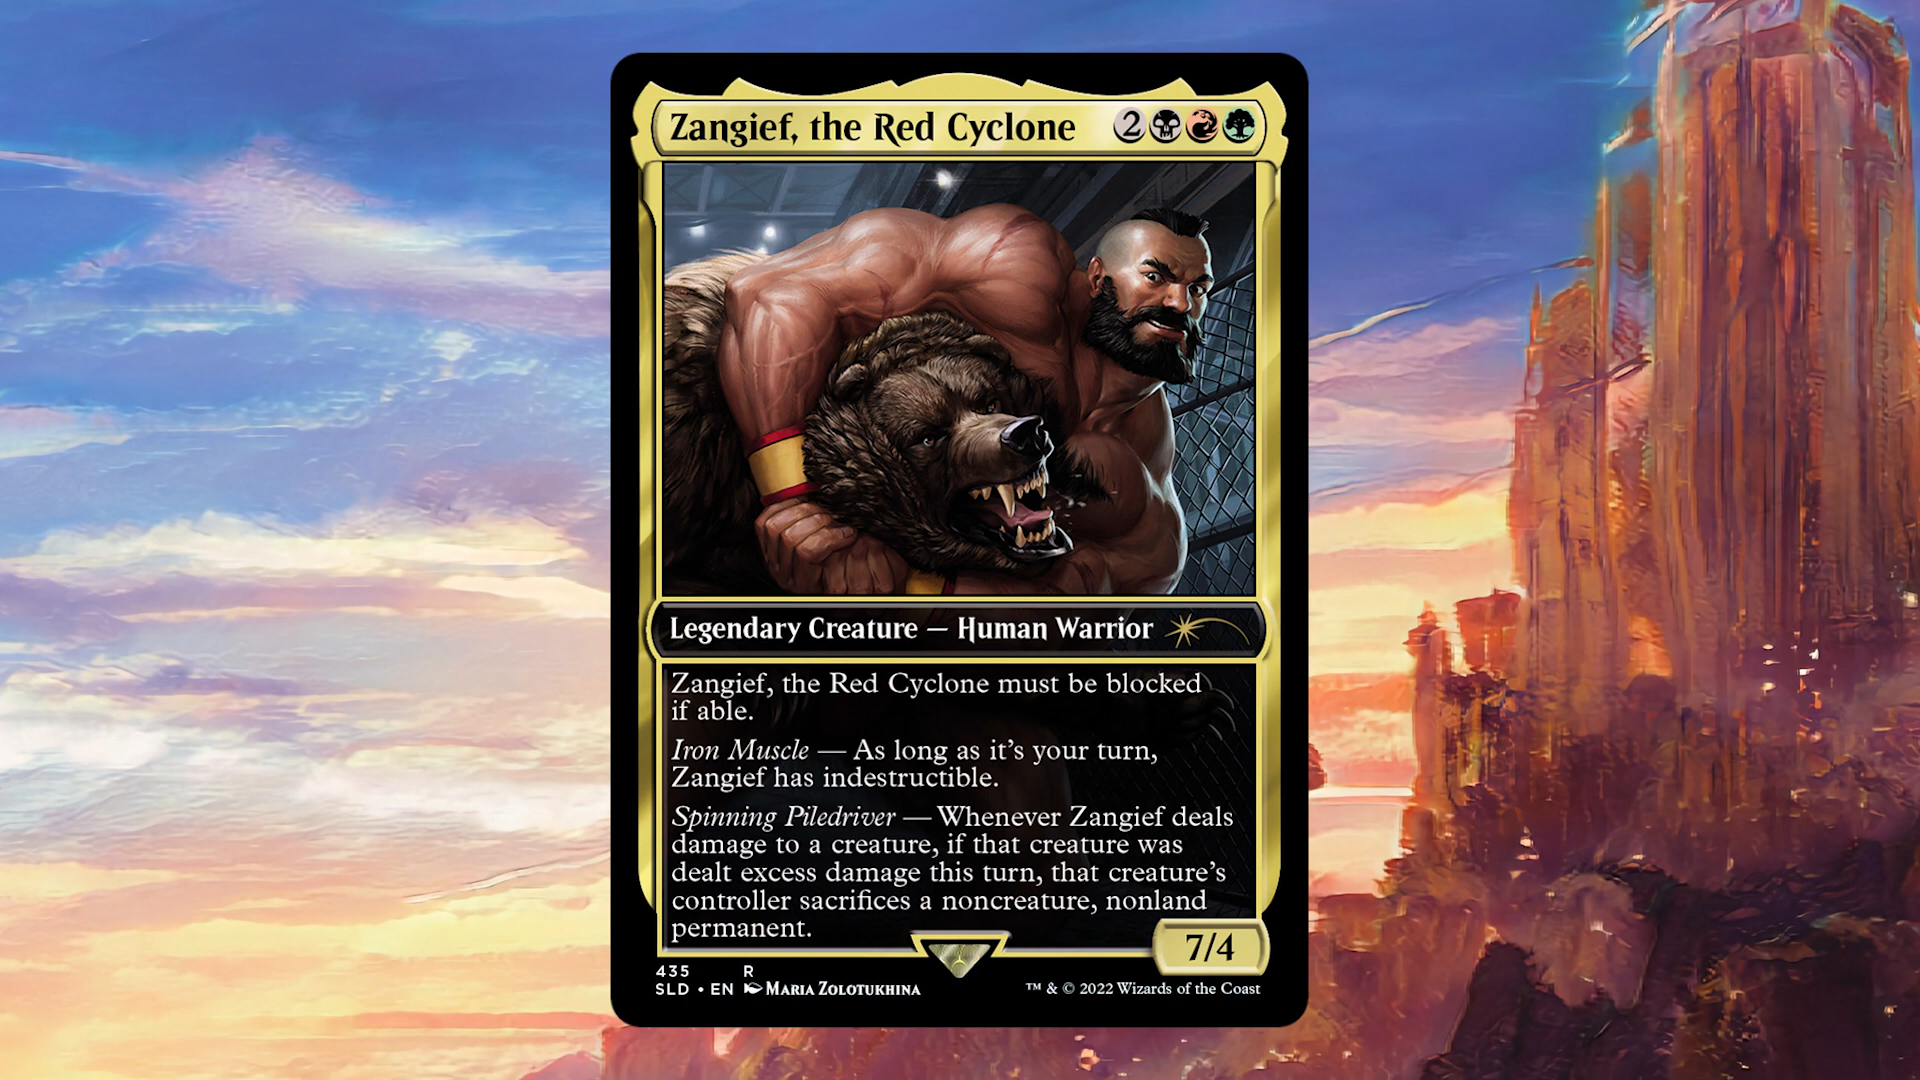 Zangief, the Red Cyclone 2
Legendary Creature — Human Warrior
Zangief, the Red Cyclone must be blocked
if able.
Iron Muscle — As long as it's your turn,
Zangief has indestructible.
Spinning Piledriver — Whenever Zangief deals
damage to a creature, if that creature was
dealt excess damage this turn, that creature's
controller sacrifices a noncreature, nonland
permanent.
7/4
435 R
SLD • EN Maria Zolotukhina
™ & © 2022 Wizards of the Coast